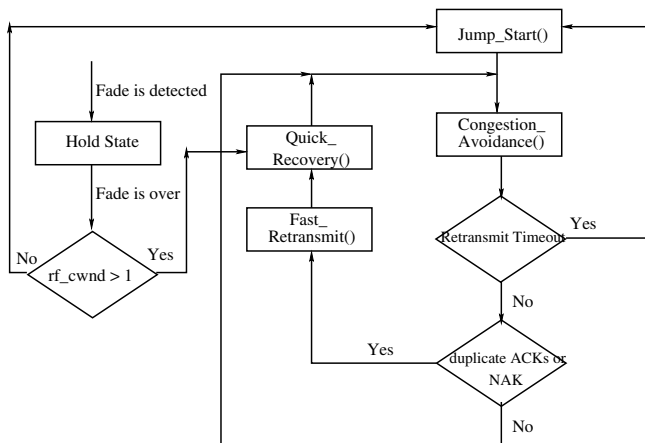 Jump_Start()
Fade is detected
Hold State
Quick_
Recovery()
Congestion_
Avoidance()
Fade is over
Fast_
Retransmit()
Retransmit Timeout
Yes
No
Yes
rf_cwnd > 1
No
Yes
duplicate ACKs or
NAK
No